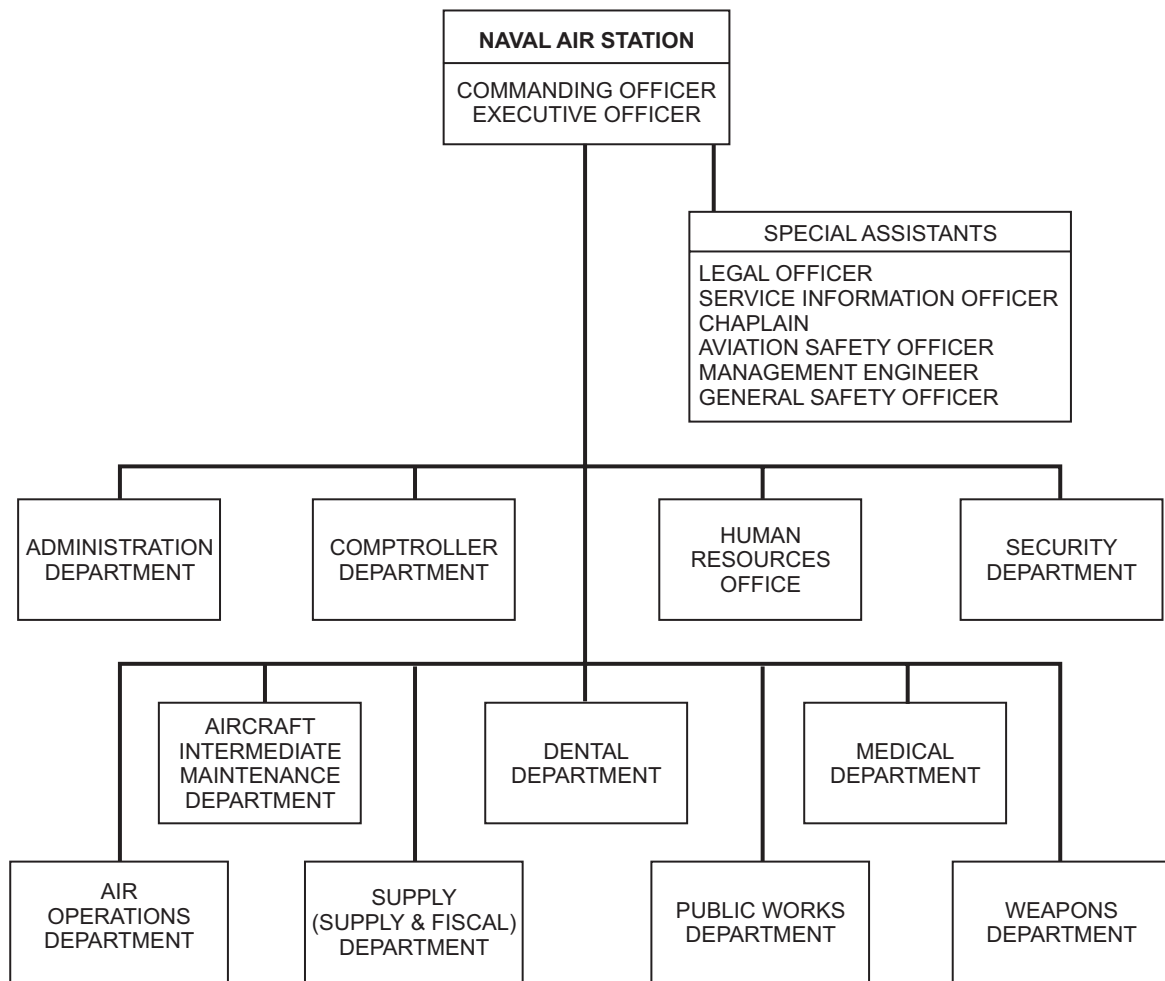 NAVAL AIR STATION
COMMANDING OFFICER
EXECUTIVE OFFICER
SPECIAL ASSISTANTS
LEGAL OFFICER
SERVICE INFORMATION OFFICER
CHAPLAIN
AVIATION SAFETY OFFICER
MANAGEMENT ENGINEER
GENERAL SAFETY OFFICER
ADMINISTRATION
DEPARTMENT
COMPTROLLER
DEPARTMENT
HUMAN
RESOURCES
OFFICE
SECURITY
DEPARTMENT
AIRCRAFT
INTERMEDIATE
MAINTENANCE
DEPARTMENT
DENTAL
DEPARTMENT
MEDICAL
DEPARTMENT
AIR
OPERATIONS
DEPARTMENT
SUPPLY
(SUPPLY & FISCAL)
DEPARTMENT
PUBLIC WORKS
DEPARTMENT
WEAPONS
DEPARTMENT